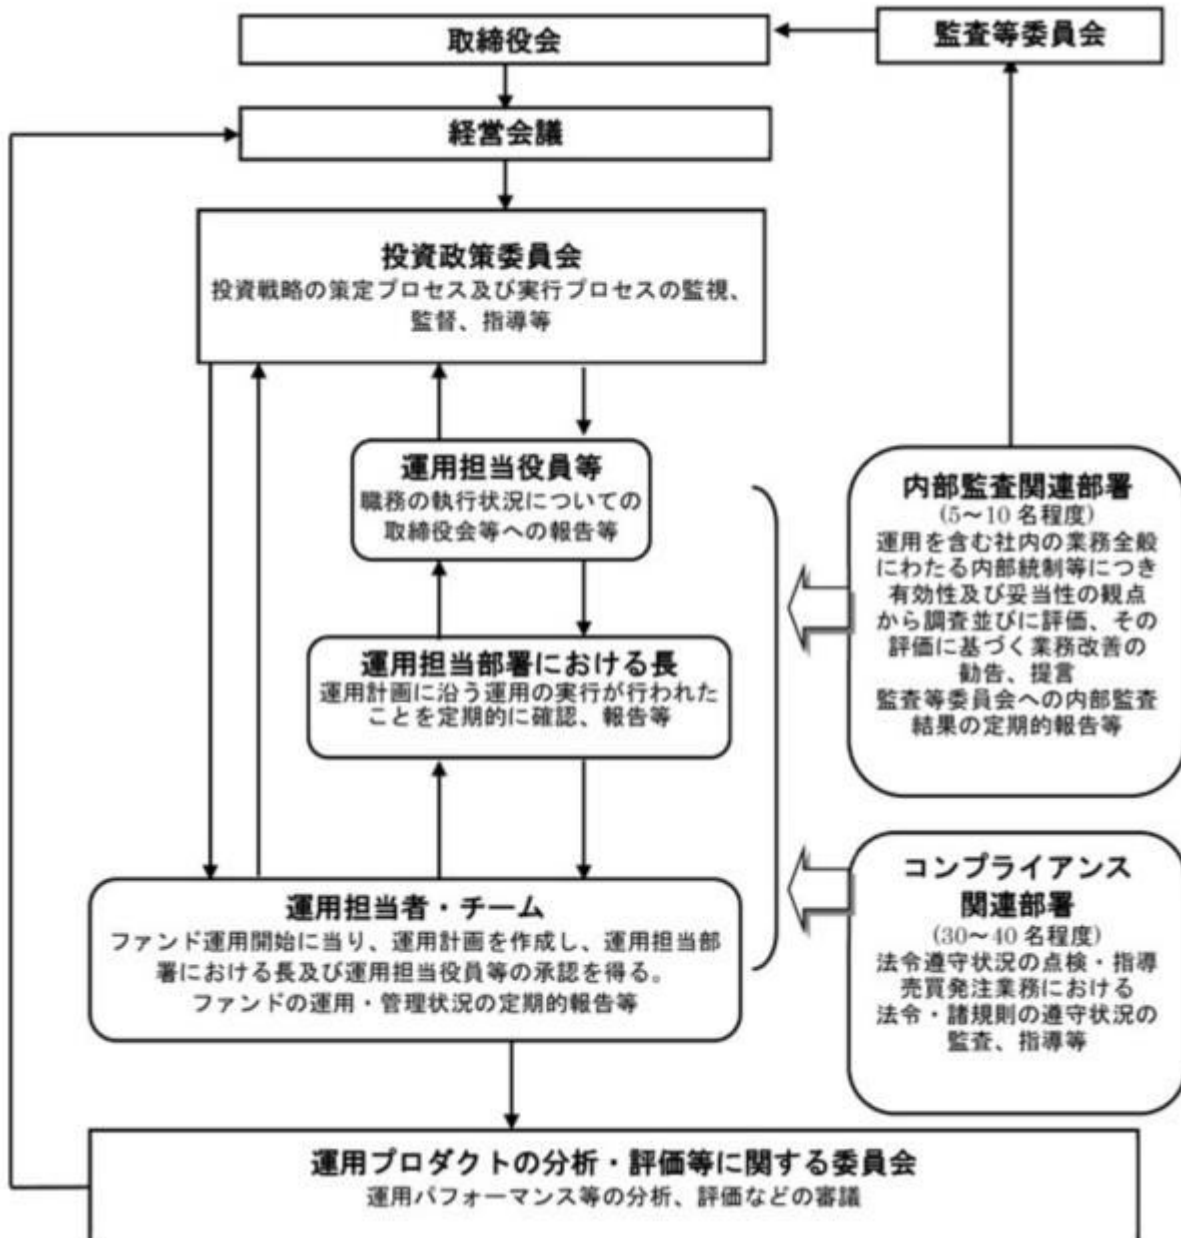 取締役会
監査等委員会
経営会議
投資政策委員会
投資戦略の策定プロセス及び実行プロセスの監視、
監督、指導等
運用担当役員等
職務の執行状況についての
取締役会等への報告等
運用担当部署における長
運用計画に沿う運用の実行が行われた
ことを定期的に確認、報告等
運用担当者・チーム
ファンド運用開始に当り、運用計画を作成し、運用担当部
署における長及び運用担当役員等の承認を得る。
ファンドの運用・管理状況の定期的報告等
内部監査関連部署
(5～10 名程度)
運用を含む社内の業務全般
にわたる内部統制等につき
有効性及び妥当性の観点
から調査並びに評価、その
評価に基づく業務改善の
勧告、提言
監査等委員会への内部監査
結果の定期的報告等
コンプライアンス
関連部署
(30～40 名程度)
法令遵守状況の点検・指導
売買発注業務における
法令・諸規則の遵守状況の
監査、指導等
運用プロダクトの分析・評価等に関する委員会
運用パフォーマンス等の分析、評価などの審議